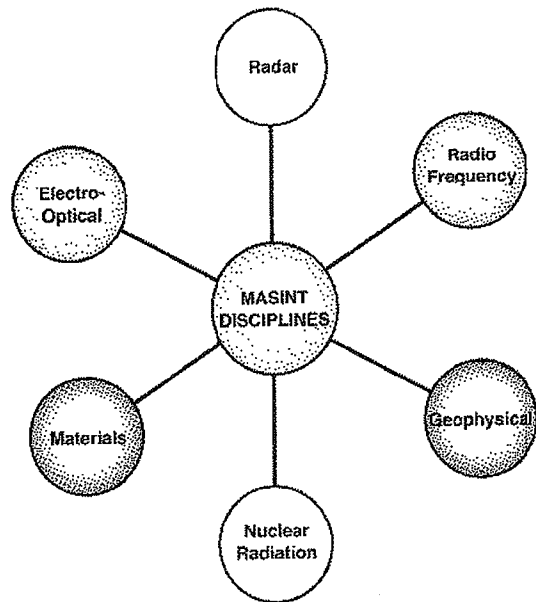 Radar
Radio
Frequency
Electro-
Optical
MASINT
DISCIPLINES
Geophysical
Materials
Nuclear
Radiation